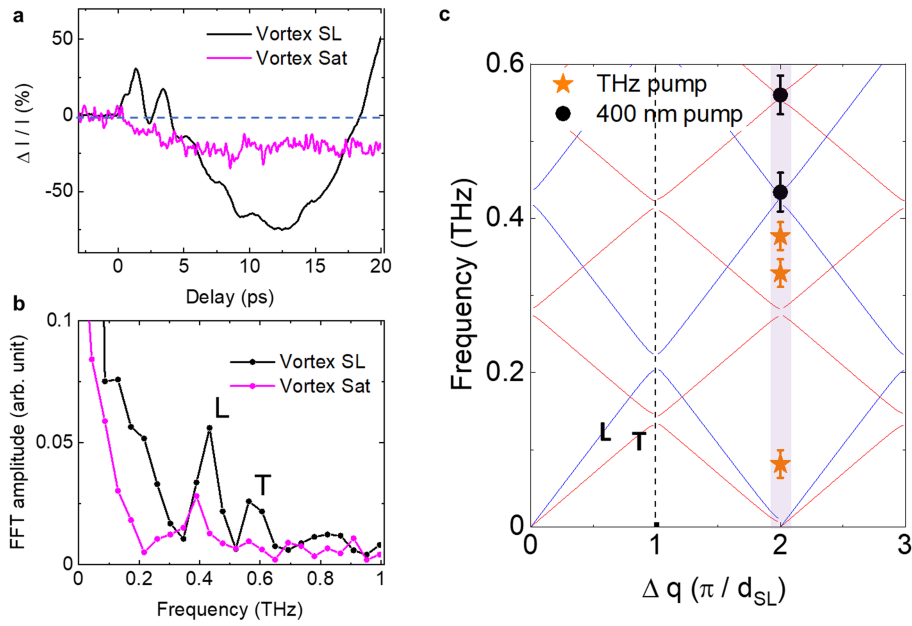 a
50
0
-50
Δ I / I (%)
0
5
10
15
20
Delay (ps)
Vortex SL
Vortex Sat
b
0.1
0.05
0
FFT amplitude (arb. unit)
0
0.2
0.4
0.6
0.8
1
Frequency (THz)
Vortex SL
Vortex Sat
L
T
c
0.6
0.4
0.2
0
Frequency (THz)
THz pump
400 nm pump
L
T
0
1
2
3
Δ q (π / dSL)